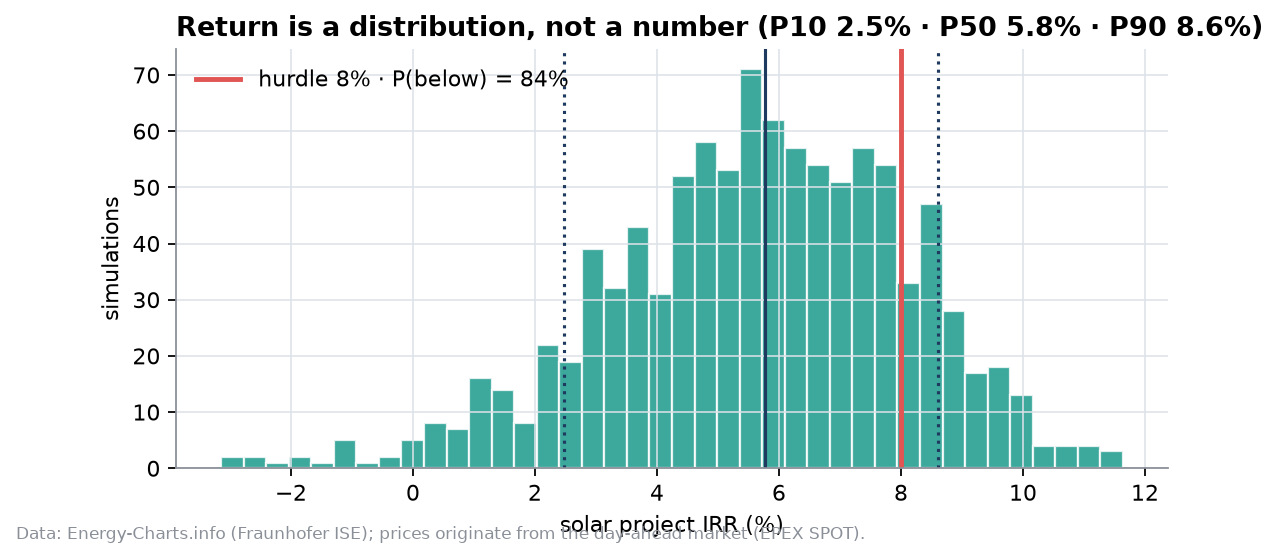 Return is a distribution, not a number (P10 2.5% · P50 5.8% · P90 8.6%)
hurdle 8% · P(below) = 84%
simulations
70
60
50
40
30
20
10
0
−2 0 2 4 6 8 10 12
solar project IRR (%)
Data: Energy-Charts.info (Fraunhofer ISE); prices originate from the day-ahead market (EPEX SPOT).